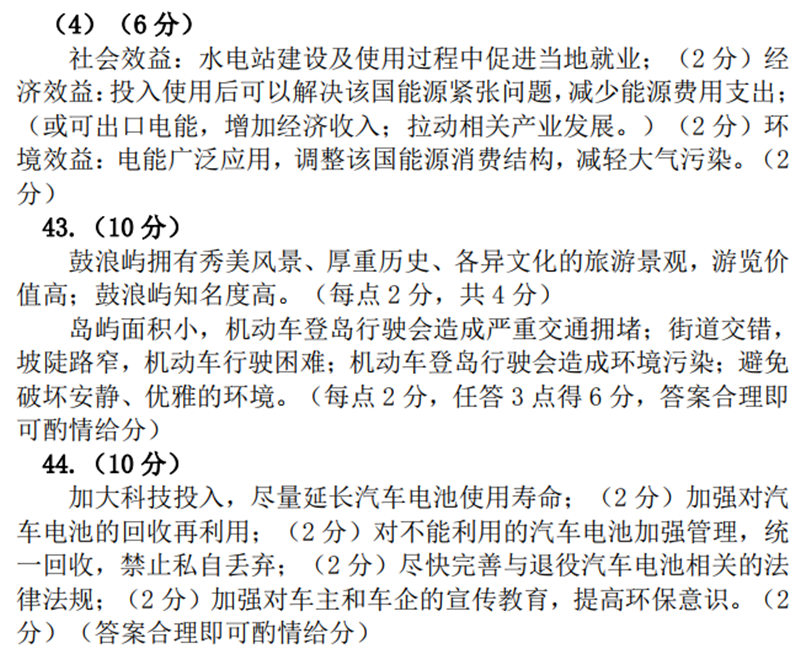 （4）（6分）
社会效益：水电站建设及使用过程中促进当地就业；（2分）经
济效益：投入使用后可以解决该国能源紧张问题，减少能源费用支出；
（或可出口电能，增加经济收入；拉动相关产业发展。）（2分）环
境效益：电能广泛应用，调整该国能源消费结构，减轻大气污染。（2
分）
43.（10分）
鼓浪屿拥有秀美风景、厚重历史、各异文化的旅游景观，游览价
值高；鼓浪屿知名度高。（每点2分，共4分）
岛屿面积小，机动车登岛行驶会造成严重交通拥堵；街道交错，
坡陡路窄，机动车行驶困难；机动车登岛行驶会造成环境污染；避免
破坏安静、优雅的环境。（每点2分，任答3点得6分，答案合理即
可酌情给分）
44.（10分）
加大科技投入，尽量延长汽车电池使用寿命；（2分）加强对汽
车电池的回收再利用；（2分）对不能利用的汽车电池加强管理，统
一回收，禁止私自丢弃；（2分）尽快完善与退役汽车电池相关的法
律法规；（2分）加强对车主和车企的宣传教育，提高环保意识。（2
分）（答案合理即可酌情给分）